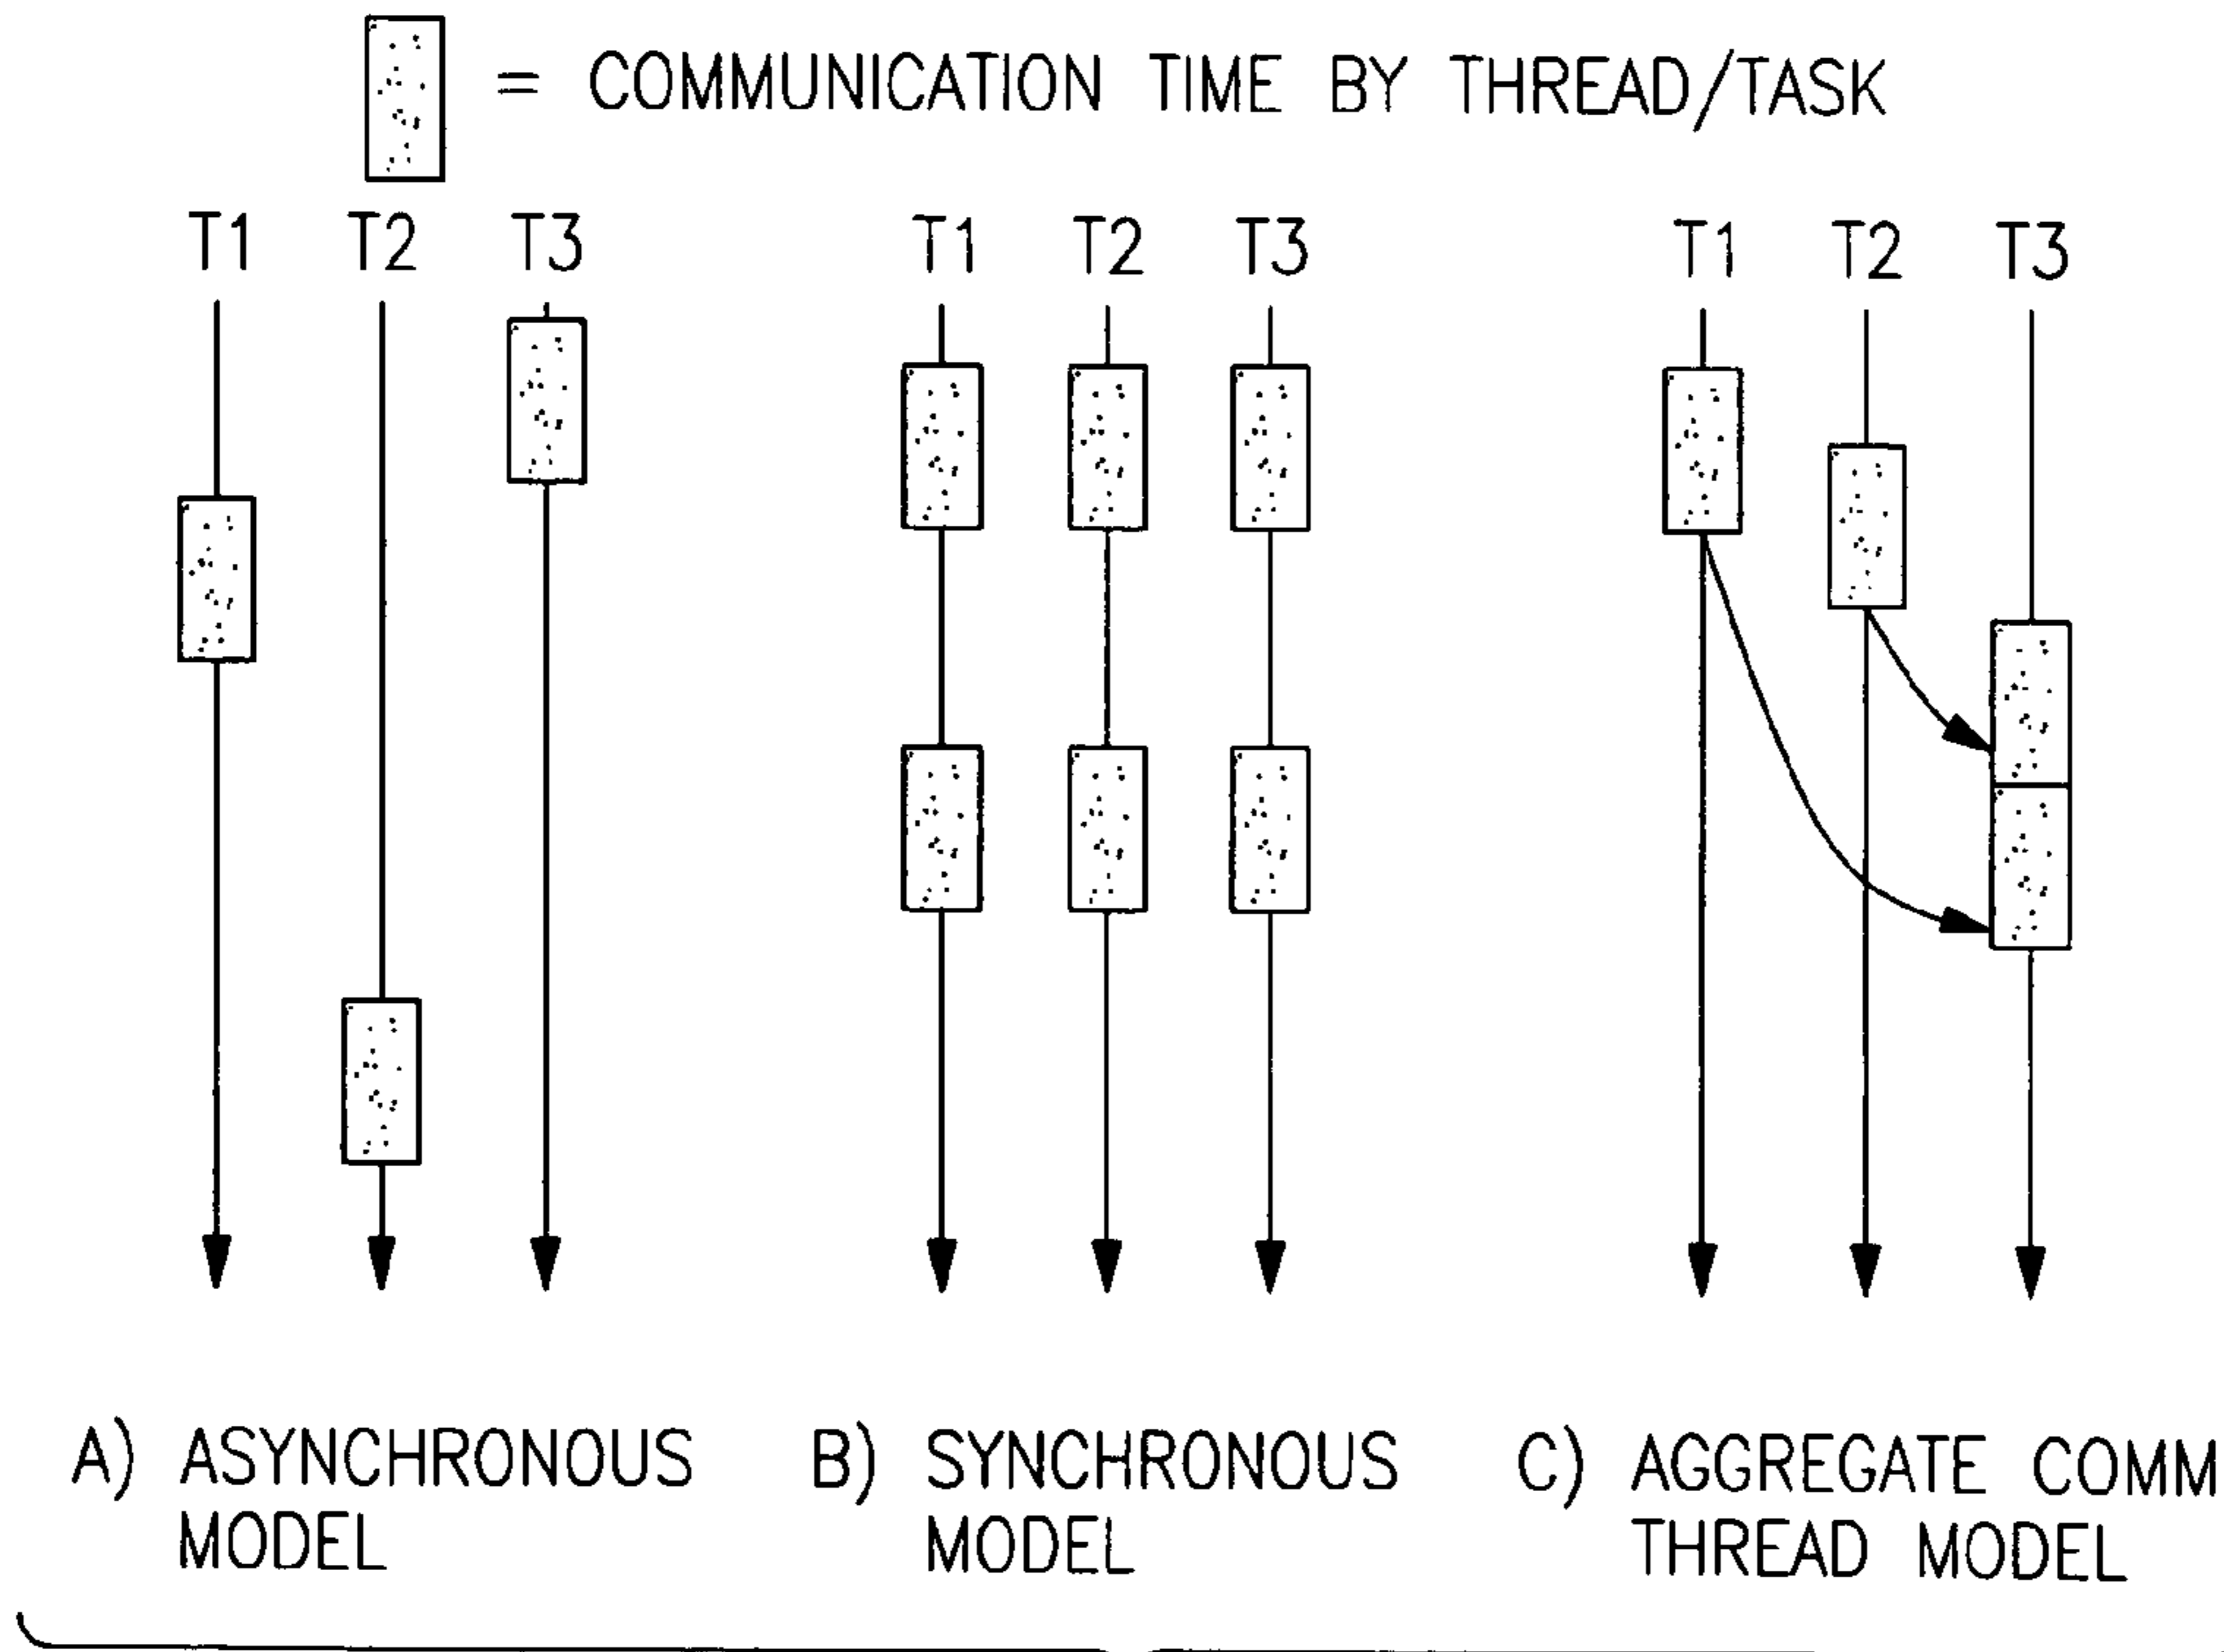 = COMMUNICATION TIME BY THREAD/TASK
T1 T2 T3 T1 T2 T3 T1 T2 T3
A) ASYNCHRONOUS B) SYNCHRONOUS C) AGGREGATE COMM
MODEL MODEL THREAD MODEL